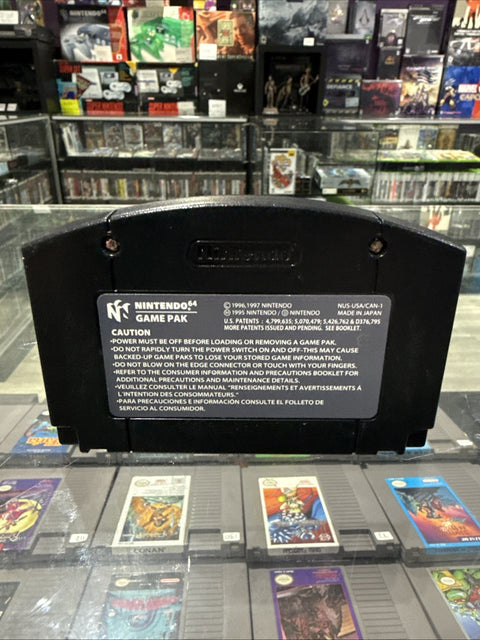 Nintendo
NINTENDO 64
GAME PAK
©1996,1997 NINTENDO
Ⓜ1995 NINTENDO / Ⓓ NINTENDO
NUS-USA/CAN-1
MADE IN JAPAN
U.S. PATENTS : 4,799,635; 5,070,479; 5,426,762 & D376,795
MORE PATENTS ISSUED AND PENDING. SEE BOOKLET.
CAUTION
•POWER MUST BE OFF BEFORE LOADING OR REMOVING A GAME PAK.
•DO NOT RAPIDLY TURN THE POWER SWITCH ON AND OFF-THIS MAY CAUSE
BACKED-UP GAME PAKS TO LOSE YOUR STORED GAME INFORMATION.
•DO NOT BLOW ON THE EDGE CONNECTOR OR TOUCH WITH YOUR FINGERS.
•REFER TO THE CONSUMER INFORMATION AND PRECAUTIONS BOOKLET FOR
ADDITIONAL PRECAUTIONS AND MAINTENANCE DETAILS.
•VEUILLEZ CONSULTER LE MANUAL "RENSEIGNEMENTS ET AVERTISSEMENTS À
L'INTENTION DES CONSOMMATEURS."
•PARA PRECAUCIONES E INFORMACIÓN CONSULTE EL FOLLETO DE
SERVICIO AL CONSUMIDOR.
CONAN